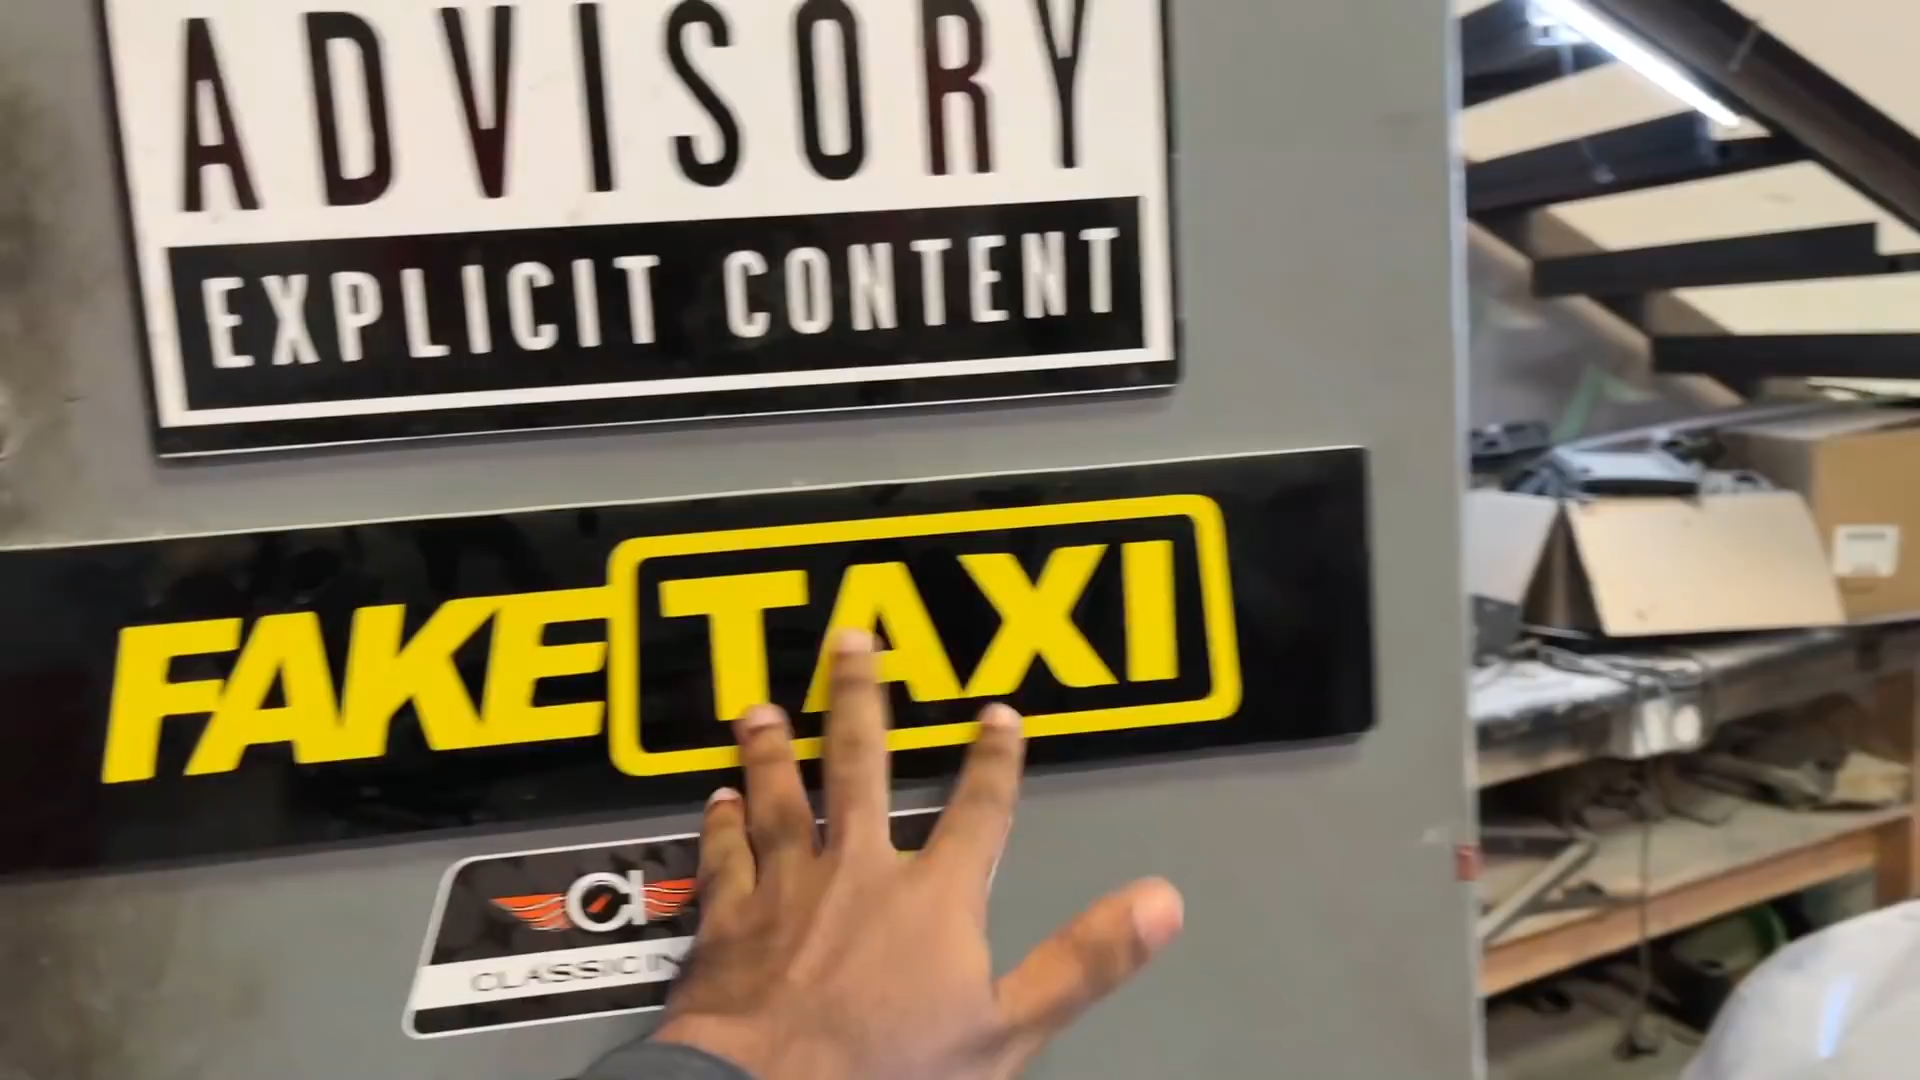 ADVISORY
EXPLICIT CONTENT
FAKE TAXI
CI
CLASSIC IN